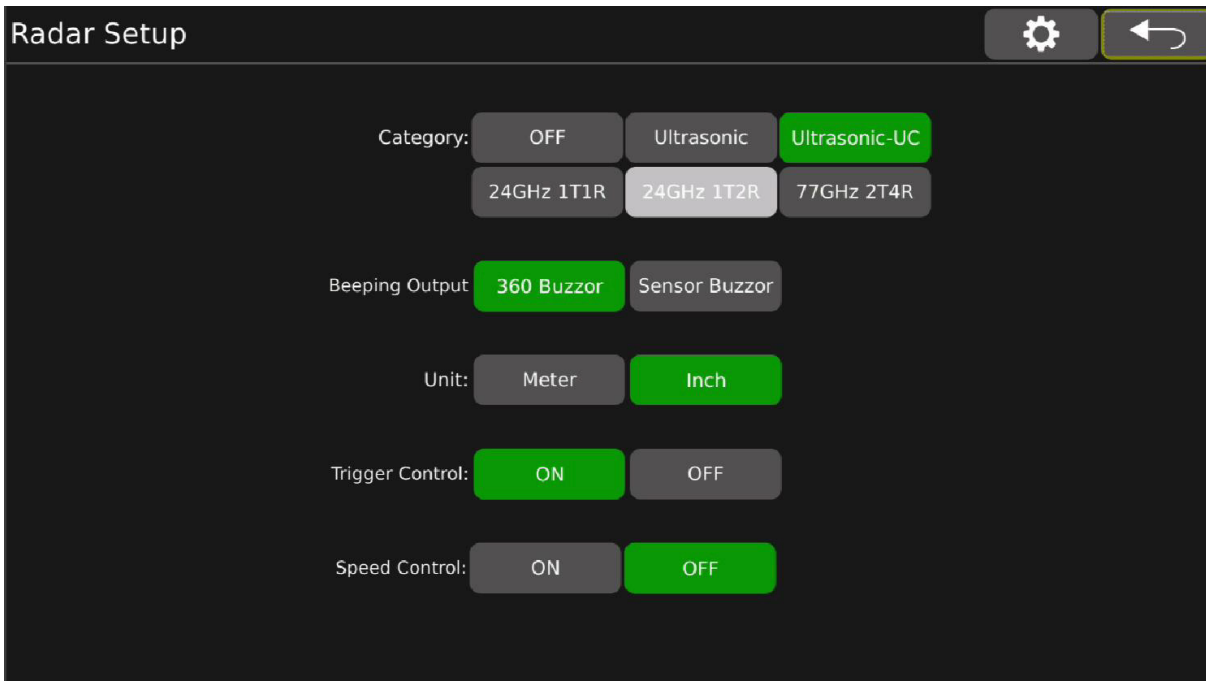 Radar Setup
Category: OFF Ultrasonic Ultrasonic-UC
24GHz 1T1R 24GHz 1T2R 77GHz 2T4R
Beeping Output 360 Buzzor Sensor Buzzor
Unit: Meter Inch
Trigger Control: ON OFF
Speed Control: ON OFF